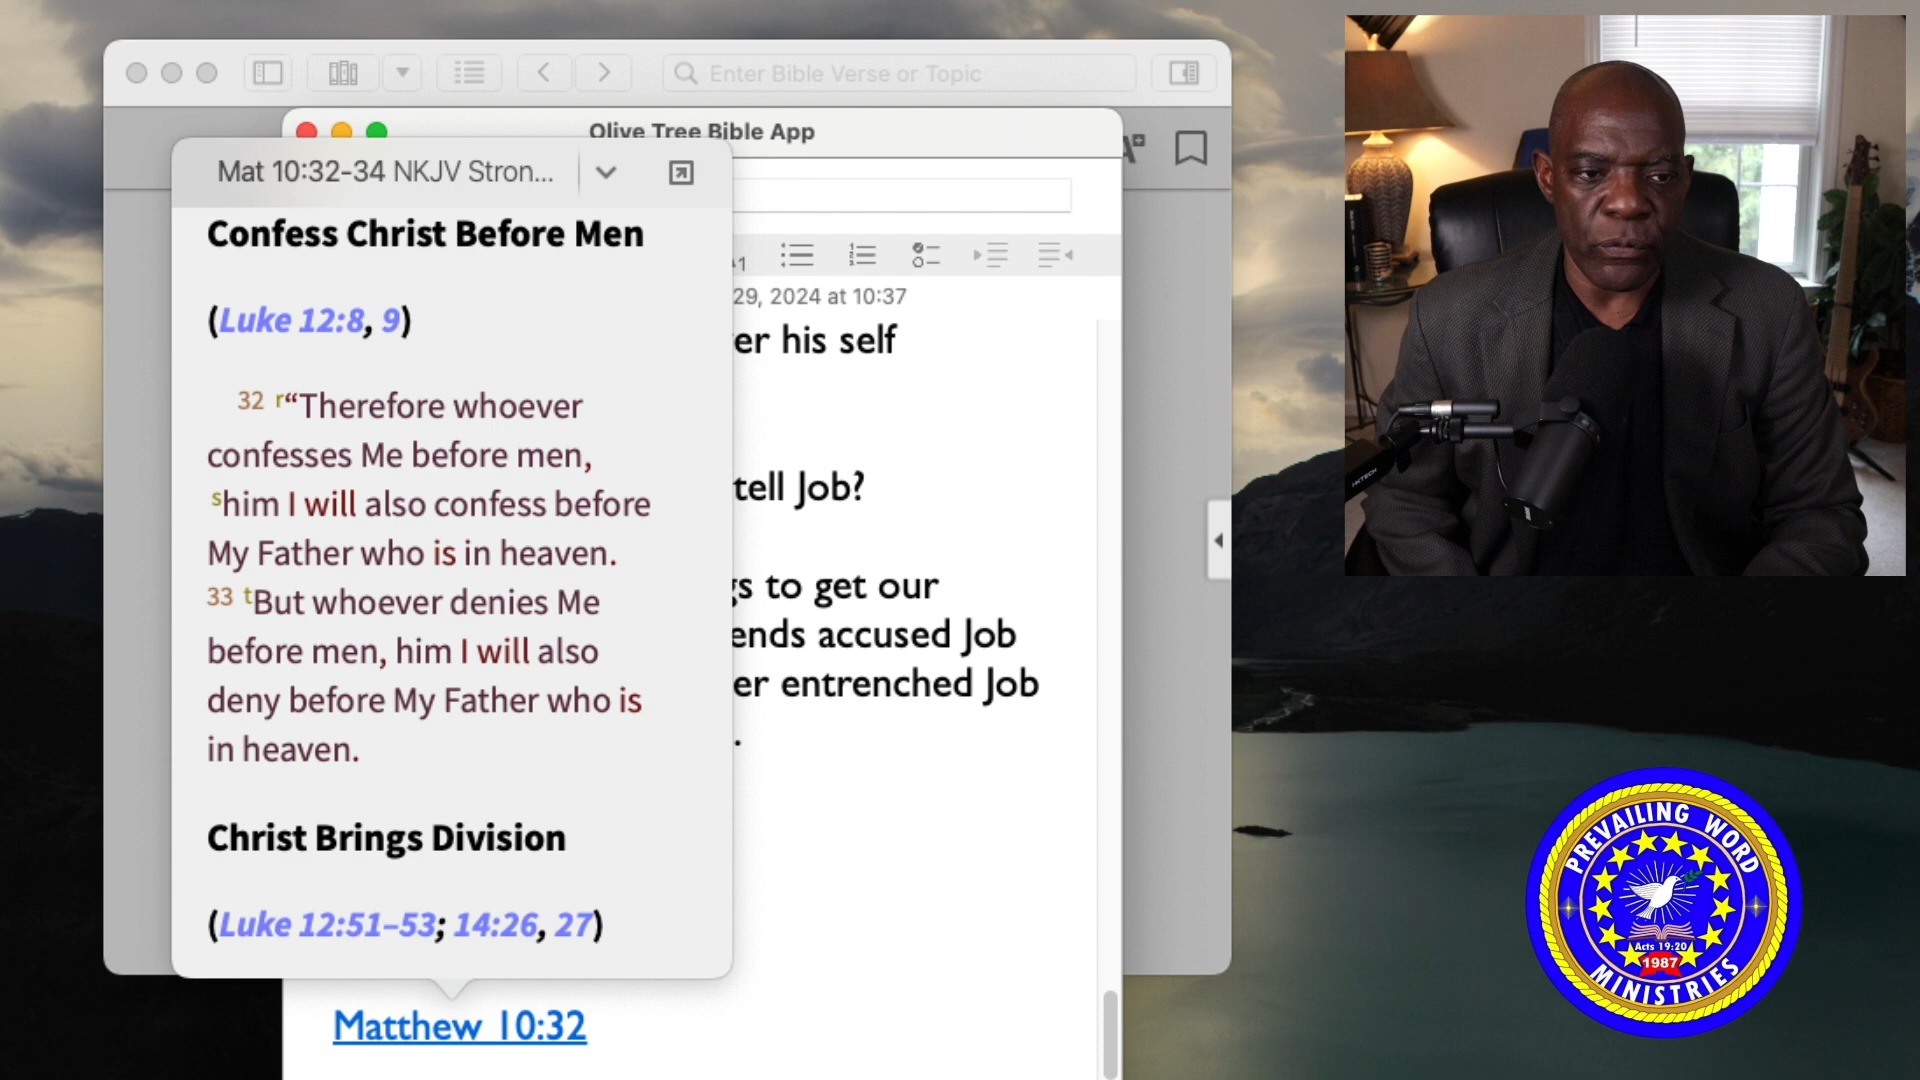 Enter Bible Verse or Topic
Olive Tree Bible App
Mat 10:32-34 NKJV Stron...
Confess Christ Before Men
(Luke 12:8, 9)
32 r“Therefore whoever
confesses Me before men,
shim I will also confess before
My Father who is in heaven.
33 tBut whoever denies Me
before men, him I will also
deny before My Father who is
in heaven.
Christ Brings Division
(Luke 12:51–53; 14:26, 27)
29, 2024 at 10:37
er his self
tell Job?
gs to get our
ends accused Job
er entrenched Job
.
Matthew 10:32
HKTECH
PREVAILING WORD
Acts 19:20
1987
MINISTRIES